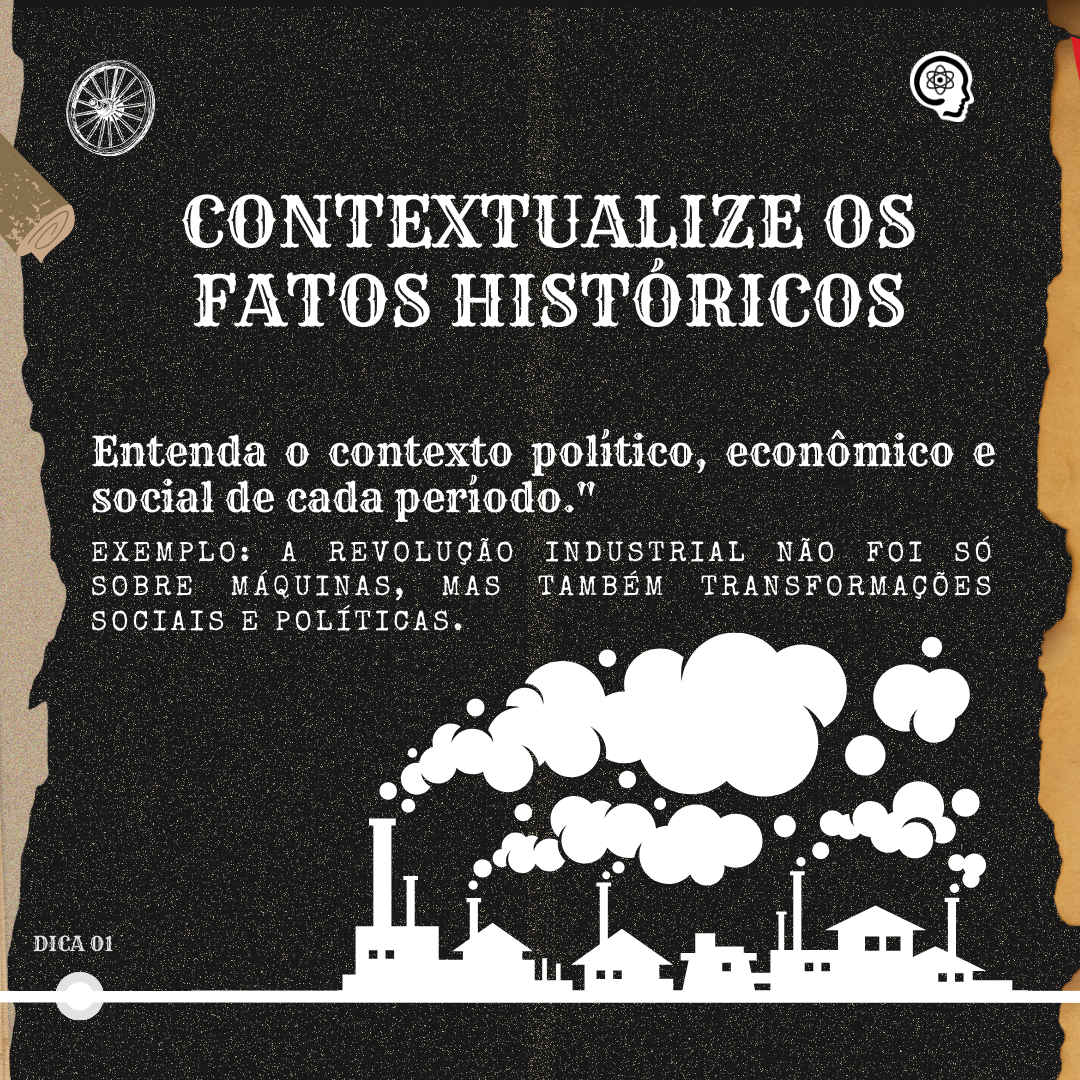 CONTEXTUALIZE OS
FATOS HISTÓRICOS
Entenda o contexto político, econômico e
social de cada período."
EXEMPLO: A REVOLUÇÃO INDUSTRIAL NÃO FOI SÓ
SOBRE MÁQUINAS, MAS TAMBÉM TRANSFORMAÇÕES
SOCIAIS E POLÍTICAS.
DICA 01